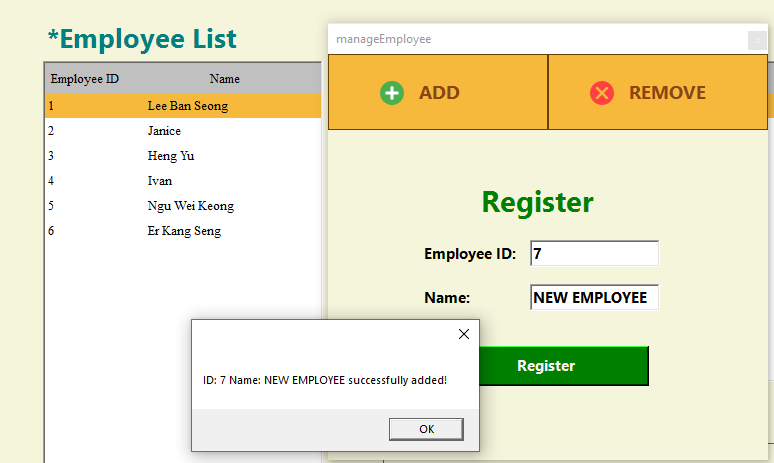 *Employee List
Employee ID Name
1 Lee Ban Seong
2 Janice
3 Heng Yu
4 Ivan
5 Ngu Wei Keong
6 Er Kang Seng
manageEmployee
ADD REMOVE
Register
Employee ID: 7
Name: NEW EMPLOYEE
Register
ID: 7 Name: NEW EMPLOYEE successfully added!
OK